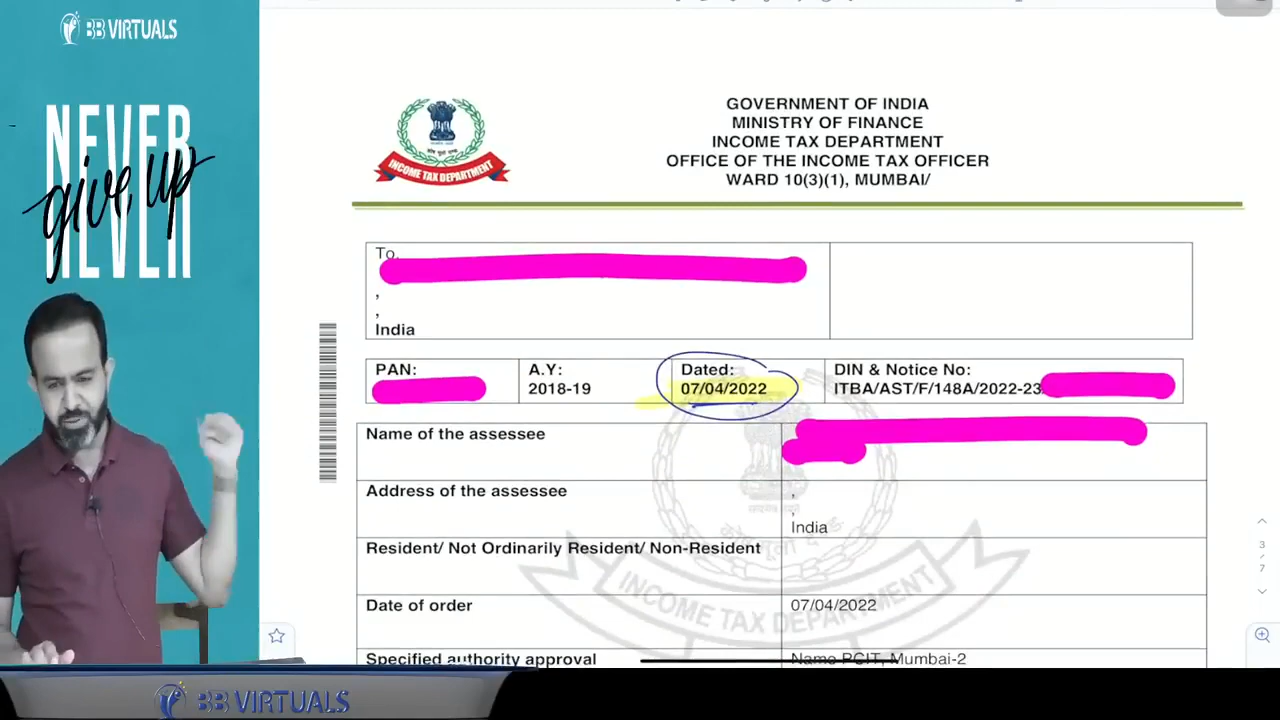 BB VIRTUALS
NEVER
give up
NEVER
GOVERNMENT OF INDIA
MINISTRY OF FINANCE
INCOME TAX DEPARTMENT
OFFICE OF THE INCOME TAX OFFICER
WARD 10(3)(1), MUMBAI/
INCOME TAX DEPARTMENT
To,
,
,
India
PAN:
A.Y:
2018-19
Dated:
07/04/2022
DIN & Notice No:
ITBA/AST/F/148A/2022-23
Name of the assessee
Address of the assessee
,
,
India
Resident/ Not Ordinarily Resident/ Non-Resident
Date of order
07/04/2022
Specified authority approval
Name PCIT, Mumbai-2
INCOME TAX DEPARTMENT
3
/
7
BB VIRTUALS